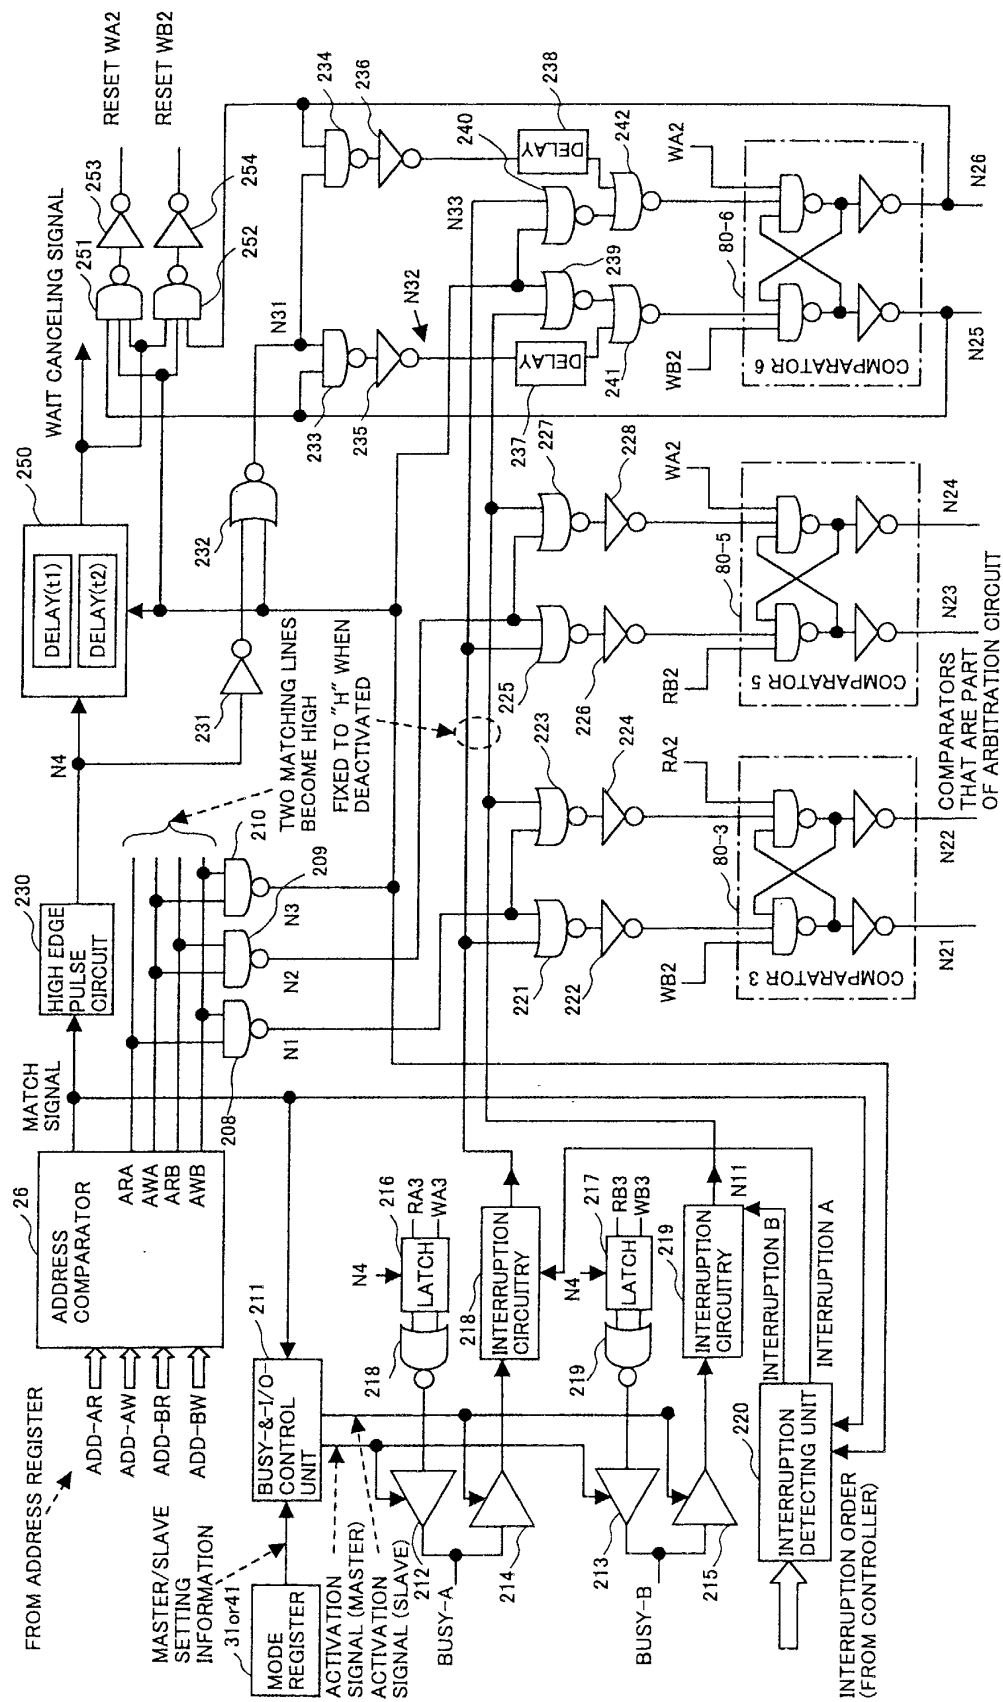 FROM ADDRESS REGISTER
ADD-AR
ADD-AW
ADD-BR
ADD-BW
ADDRESS
COMPARATOR
26
ARA
AWA
ARB
AWB
MATCH
SIGNAL
HIGH EDGE
PULSE
CIRCUIT
230
N4
DELAY(t1)
DELAY(t2)
250
WAIT CANCELING SIGNAL
251
253
252
254
RESET WA2
RESET WB2
MASTER/SLAVE
SETTING
INFORMATION
31or41
MODE
REGISTER
BUSY-&-I/O-
CONTROL
UNIT
211
208
209
210
N1
N2
N3
TWO MATCHING LINES
BECOME HIGH
FIXED TO "H" WHEN
DEACTIVATED
231
232
N31
233
234
235
236
N32
N33
237
DELAY
238
DELAY
239
240
241
242
ACTIVATION
SIGNAL (MASTER)
ACTIVATION
SIGNAL (SLAVE)
212
BUSY-A
214
218
N4
LATCH
216
RA3
WA3
218
INTERRUPTION
CIRCUITRY
213
BUSY-B
215
219
N4
LATCH
217
RB3
WB3
219
INTERRUPTION
CIRCUITRY
N11
INTERRUPTION B
INTERRUPTION A
220
INTERRUPTION
DETECTING UNIT
INTERRUPTION ORDER
(FROM CONTROLLER)
221
222
223
224
225
226
227
228
WB2
RA2
80-3
COMPARATOR 3
N21
N22
RB2
WA2
80-5
COMPARATOR 5
N23
N24
WB2
WA2
80-6
COMPARATOR 6
N25
N26
COMPARATORS
THAT ARE PART
OF ARBITRATION CIRCUIT